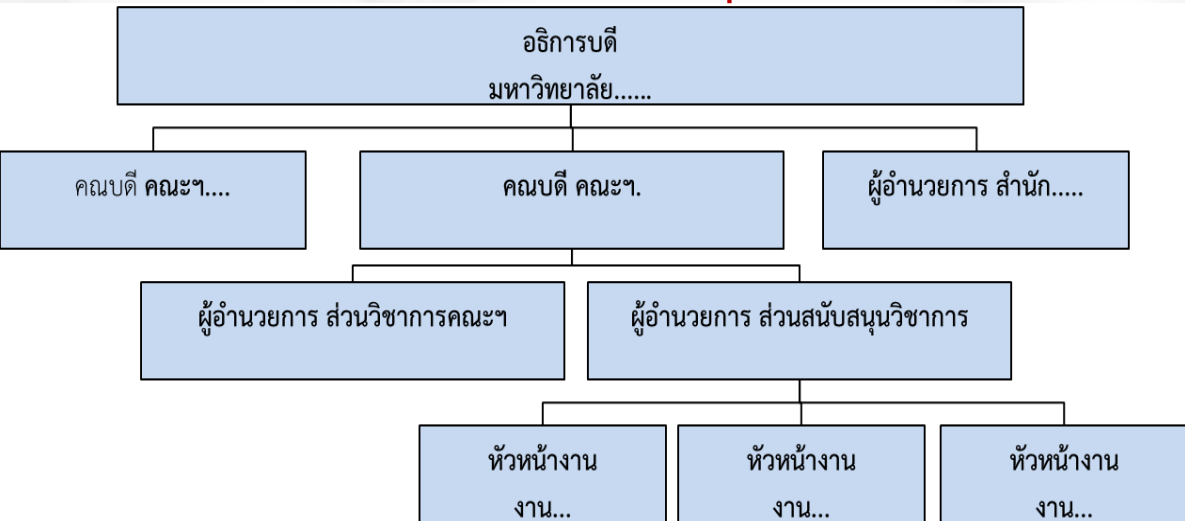 อธิการบดี
มหาวิทยาลัย......
คณบดี คณะฯ....
คณบดี คณะฯ.
ผู้อำนวยการ สำนัก.....
ผู้อำนวยการ ส่วนวิชาการคณะฯ
ผู้อำนวยการ ส่วนสนับสนุนวิชาการ
หัวหน้างาน
งาน...
หัวหน้างาน
งาน...
หัวหน้างาน
งาน...